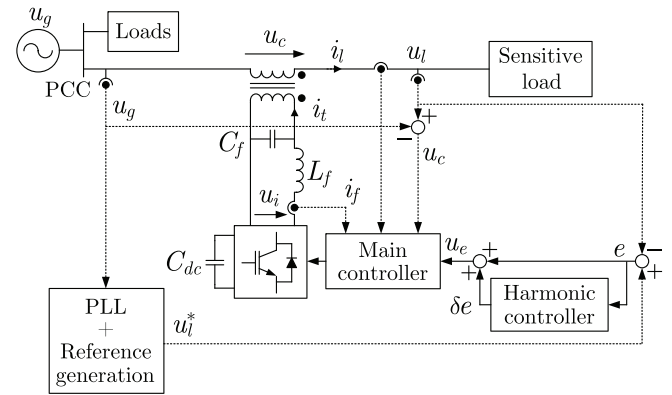 u_g
Loads
PCC
u_c
i_l
u_l
Sensitive
load
u_g
i_t
+
−
C_f
u_c
L_f
u_i
i_f
C_dc
Main
controller
u_e
+
+
e
−
+
δe
Harmonic
controller
PLL
+
Reference
generation
u_l^*